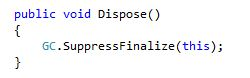 public void Dispose()
{
    GC.SuppressFinalize(this);
}